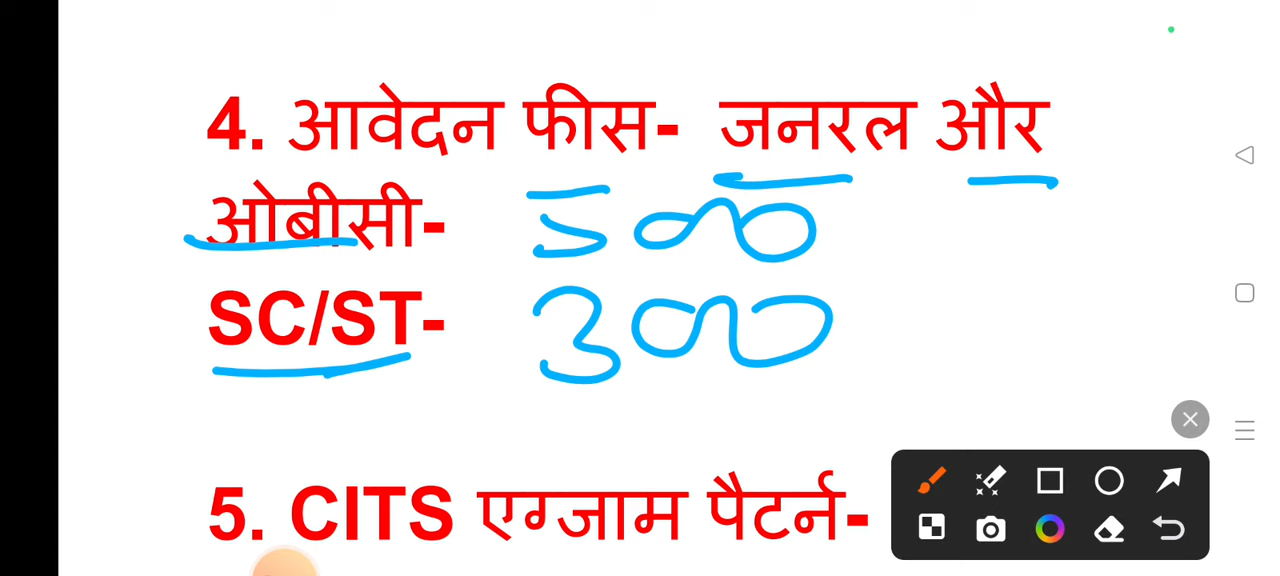 4. आवेदन फीस- जनरल और
ओबीसी- 500
SC/ST- 300
5. CITS एग्जाम पैटर्न-